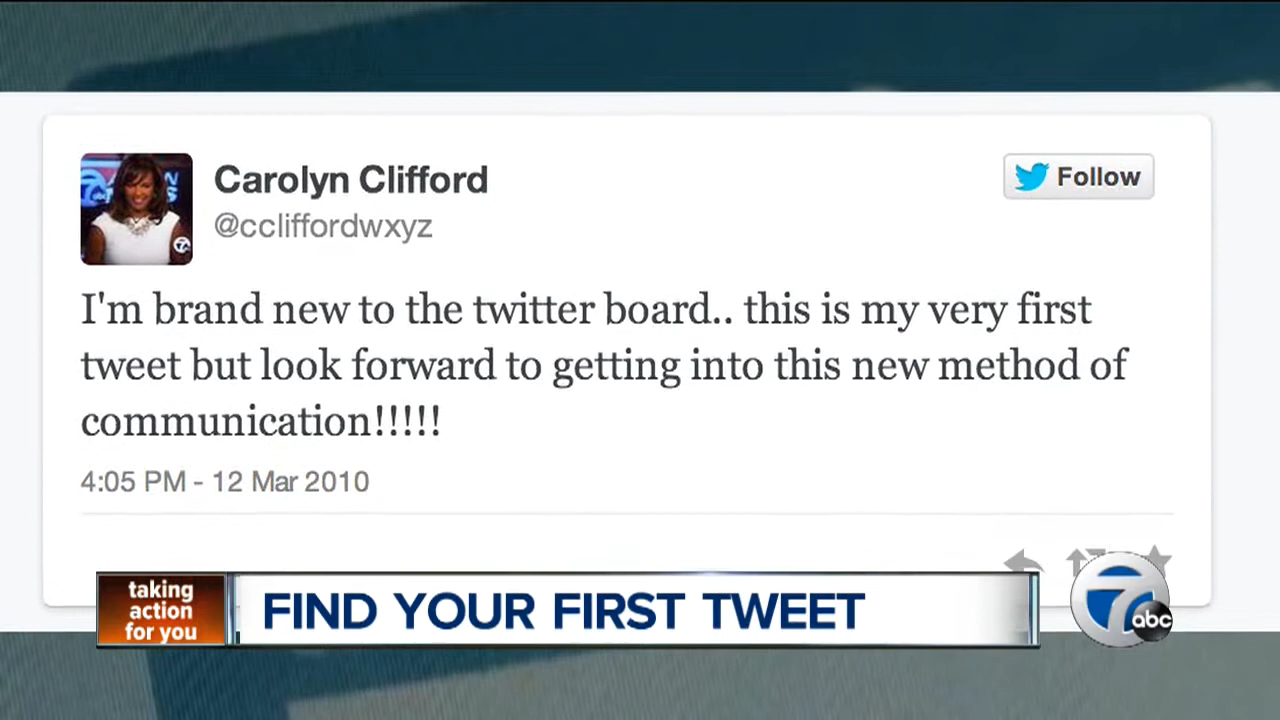 Carolyn Clifford
@ccliffordwxyz
Follow
I'm brand new to the twitter board.. this is my very first
tweet but look forward to getting into this new method of
communication!!!!!
4:05 PM - 12 Mar 2010
taking
action
for you
FIND YOUR FIRST TWEET
7
abc